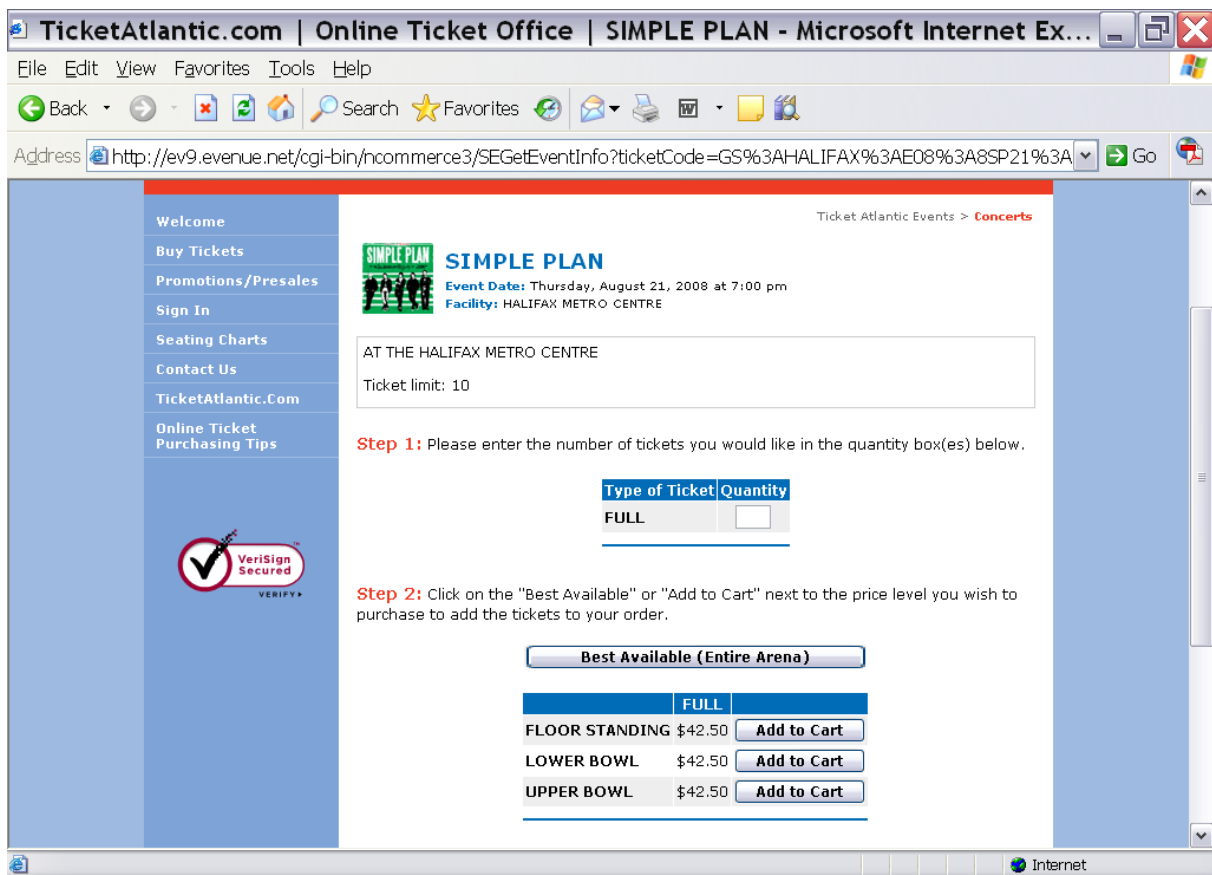 TicketAtlantic.com | Online Ticket Office | SIMPLE PLAN - Microsoft Internet Ex...
File Edit View Favorites Tools Help
Back Search Favorites
Address http://ev9.evenue.net/cgi-bin/ncommerce3/SEGetEventInfo?ticketCode=GS%3AHALIFAX%3AE08%3A8SP21%3A Go
Welcome
Buy Tickets
Promotions/Presales
Sign In
Seating Charts
Contact Us
TicketAtlantic.Com
Online Ticket
Purchasing Tips
VeriSign
Secured
VERIFY
Ticket Atlantic Events > Concerts
SIMPLE PLAN
SIMPLE PLAN
Event Date: Thursday, August 21, 2008 at 7:00 pm
Facility: HALIFAX METRO CENTRE
AT THE HALIFAX METRO CENTRE
Ticket limit: 10
Step 1: Please enter the number of tickets you would like in the quantity box(es) below.
Type of Ticket Quantity
FULL
Step 2: Click on the "Best Available" or "Add to Cart" next to the price level you wish to
purchase to add the tickets to your order.
Best Available (Entire Arena)
FULL
FLOOR STANDING $42.50 Add to Cart
LOWER BOWL $42.50 Add to Cart
UPPER BOWL $42.50 Add to Cart
Internet